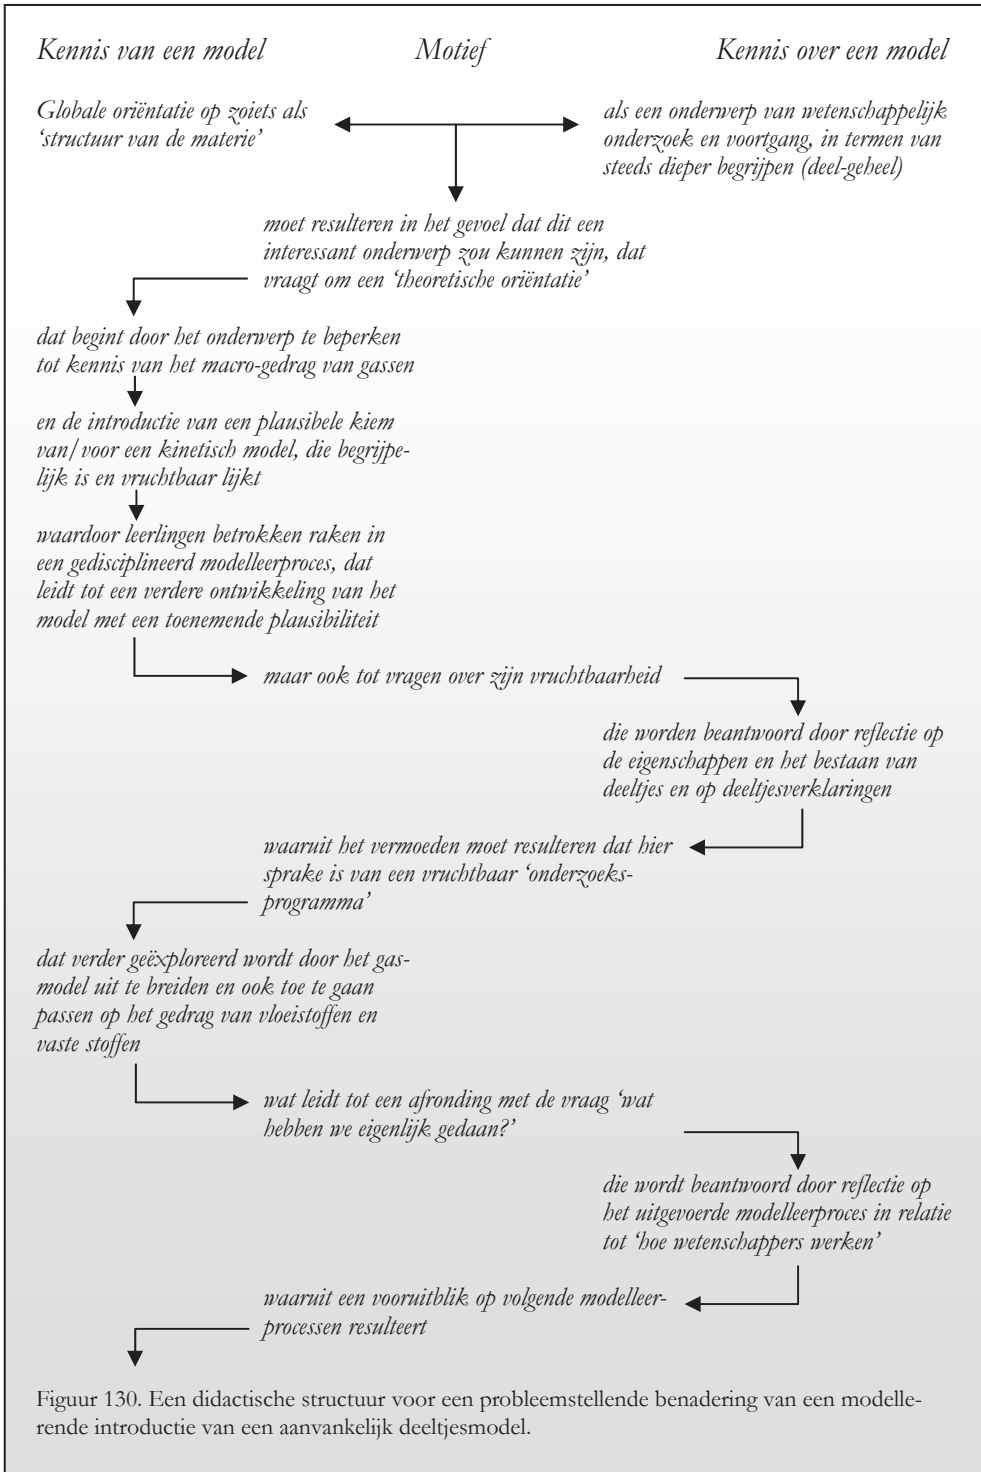 Kennis van een model Motief Kennis over een model
Globale oriëntatie op zoiets als
‘structuur van de materie’
als een onderwerp van wetenschappelijk
onderzoek en voortgang, in termen van
steeds dieper begrijpen (deel-geheel)
moet resulteren in het gevoel dat dit een
interessant onderwerp zou kunnen zijn, dat
vraagt om een ‘theoretische oriëntatie’
dat begint door het onderwerp te beperken
tot kennis van het macro-gedrag van gassen
en de introductie van een plausibele kiem
van/voor een kinetisch model, die begrijpe-
lijk is en vruchtbaar lijkt
waardoor leerlingen betrokken raken in
een gedisciplineerd modelleerproces, dat
leidt tot een verdere ontwikkeling van het
model met een toenemende plausibiliteit
maar ook tot vragen over zijn vruchtbaarheid
die worden beantwoord door reflectie op
de eigenschappen en het bestaan van
deeltjes en op deeltjesverklaringen
waaruit het vermoeden moet resulteren dat hier
sprake is van een vruchtbaar ‘onderzoeks-
programma’
dat verder geëxploreerd wordt door het gas-
model uit te breiden en ook toe te gaan
passen op het gedrag van vloeistoffen en
vaste stoffen
wat leidt tot een afronding met de vraag ‘wat
hebben we eigenlijk gedaan?’
die wordt beantwoord door reflectie op
het uitgevoerde modelleerproces in relatie
tot ‘hoe wetenschappers werken’
waaruit een vooruitblik op volgende modelleer-
processen resulteert
Figuur 130. Een didactische structuur voor een probleemstellende benadering van een modelle-
rende introductie van een aanvankelijk deeltjesmodel.